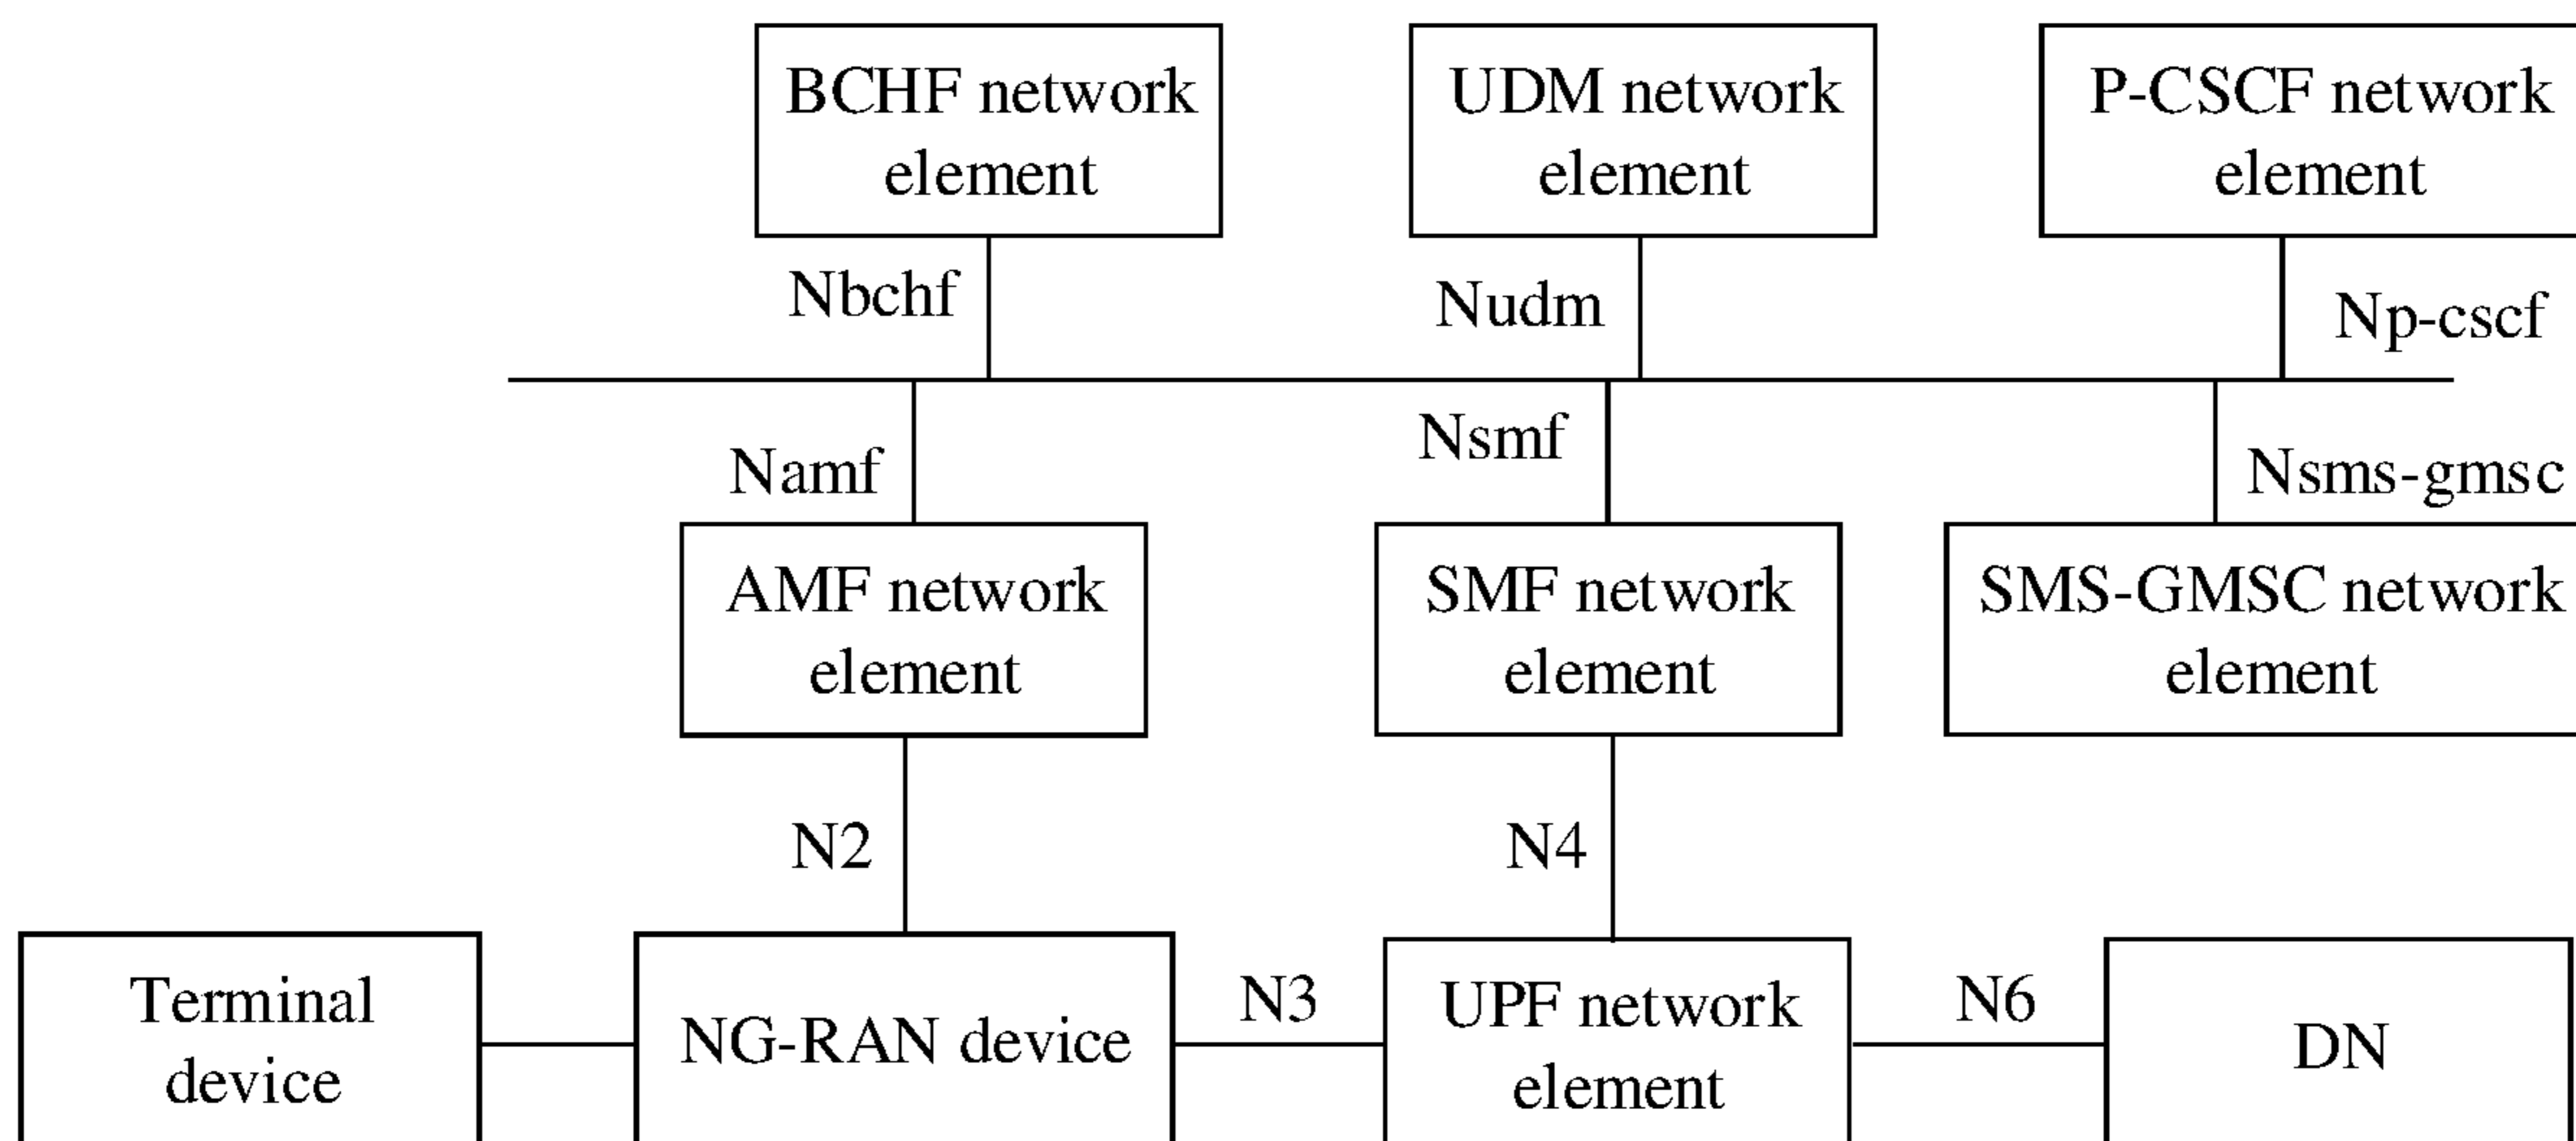 BCHF network
element
UDM network
element
P-CSCF network
element
Nbchf
Nudm
Np-cscf
Namf
Nsmf
Nsms-gmsc
AMF network
element
SMF network
element
SMS-GMSC network
element
N2
N4
Terminal
device
NG-RAN device
N3
UPF network
element
N6
DN